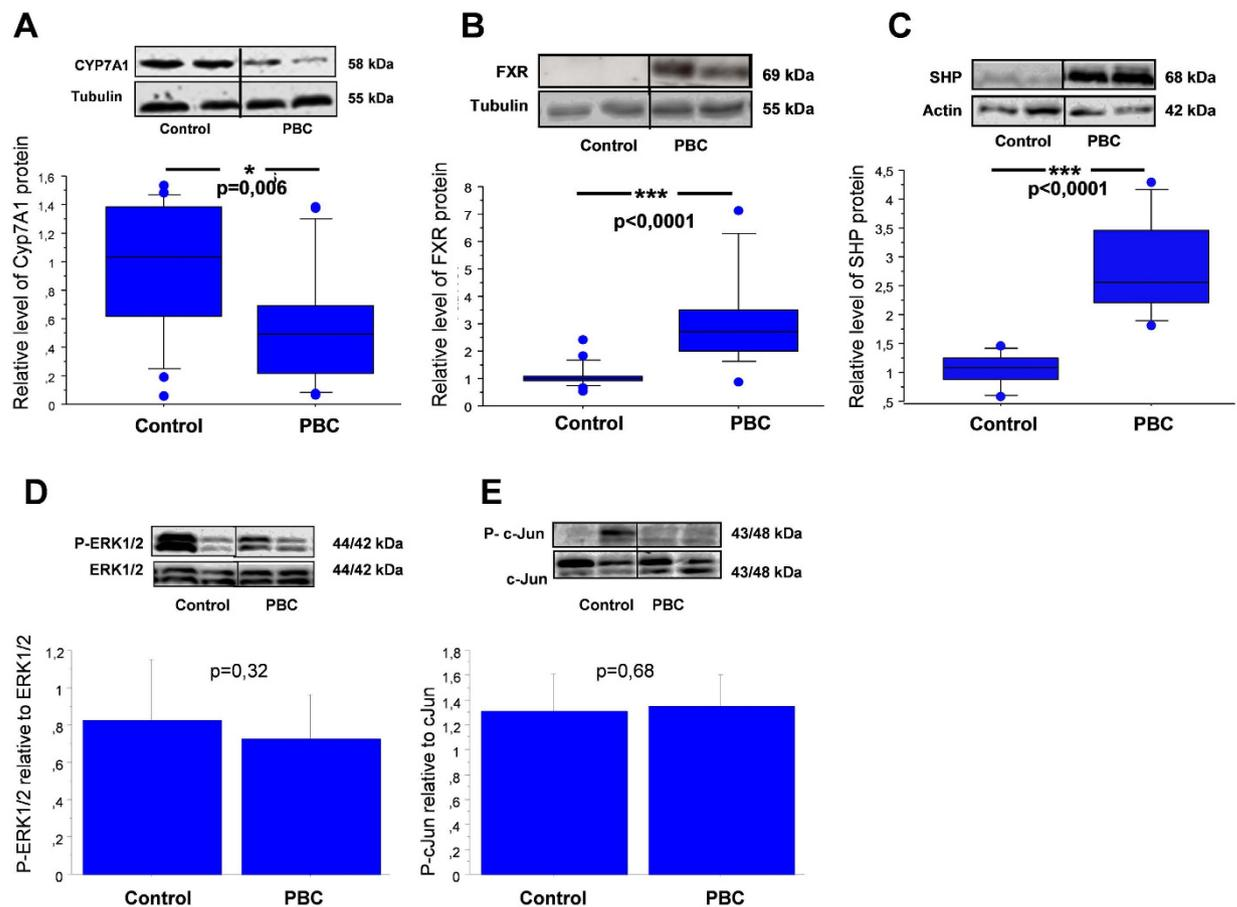 A
CYP7A1
58 kDa
Tubulin
55 kDa
Control PBC
*
p=0,006
Relative level of Cyp7A1 protein
1,6
1,4
1,2
1
,8
,6
,4
,2
0
Control PBC
B
FXR
69 kDa
Tubulin
55 kDa
Control PBC
***
p<0,0001
Relative level of FXR protein
8
7
6
5
4
3
2
1
0
Control PBC
C
SHP
68 kDa
Actin
42 kDa
Control PBC
***
p<0,0001
Relative level of SHP protein
4,5
4
3,5
3
2,5
2
1,5
1
,5
Control PBC
D
P-ERK1/2
44/42 kDa
ERK1/2
44/42 kDa
Control PBC
p=0,32
P-ERK1/2 relative to ERK1/2
1,2
1
,8
,6
,4
,2
0
Control PBC
E
P- c-Jun
43/48 kDa
c-Jun
43/48 kDa
Control PBC
p=0,68
P-cJun relative to cJun
1,8
1,6
1,4
1,2
1
,8
,6
,4
,2
0
Control PBC